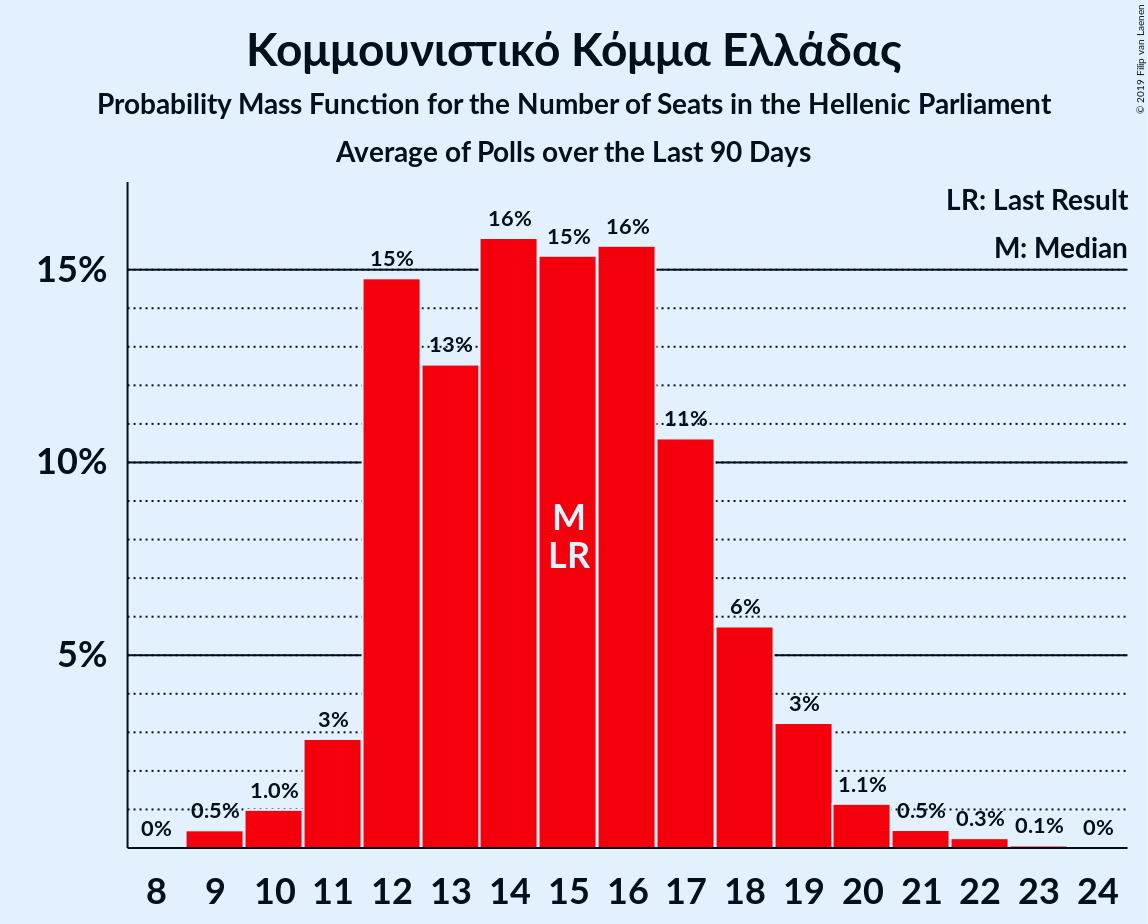 Κομμουνιστικό Κόμμα Ελλάδας
Probability Mass Function for the Number of Seats in the Hellenic Parliament
Average of Polls over the Last 90 Days
© 2019 Filip van Laenen
LR: Last Result
M: Median
15%
10%
5%
0%
0.5%
1.0%
3%
15%
13%
16%
15%
16%
11%
6%
3%
1.1%
0.5%
0.3%
0.1%
0%
M
LR
8 9 10 11 12 13 14 15 16 17 18 19 20 21 22 23 24